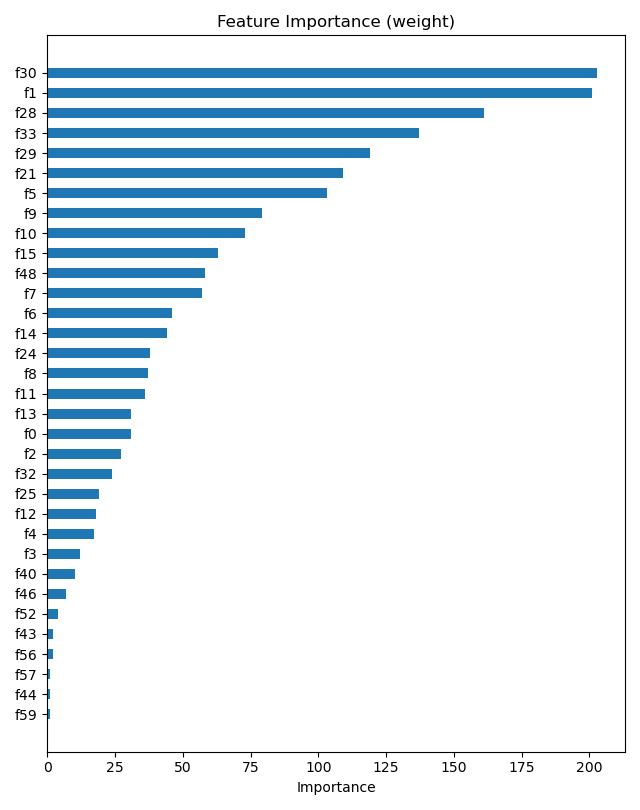 Feature Importance (weight)
f30
f1
f28
f33
f29
f21
f5
f9
f10
f15
f48
f7
f6
f14
f24
f8
f11
f13
f0
f2
f32
f25
f12
f4
f3
f40
f46
f52
f43
f56
f57
f44
f59
0 25 50 75 100 125 150 175 200
Importance